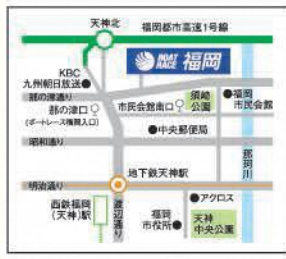 天神北
福岡都市高速1号線
BOAT RACE 福岡
KBC
九州朝日放送
那の津通り
那の津口
(ボートレース場前入口)
市民会館南口
須崎
公園
福岡
市民会館
中央郵便局
昭和通り
那珂川
地下鉄天神駅
明治通り
西鉄福岡
(天神)駅
渡辺通り
アクロス
福岡
市役所
天神
中央公園